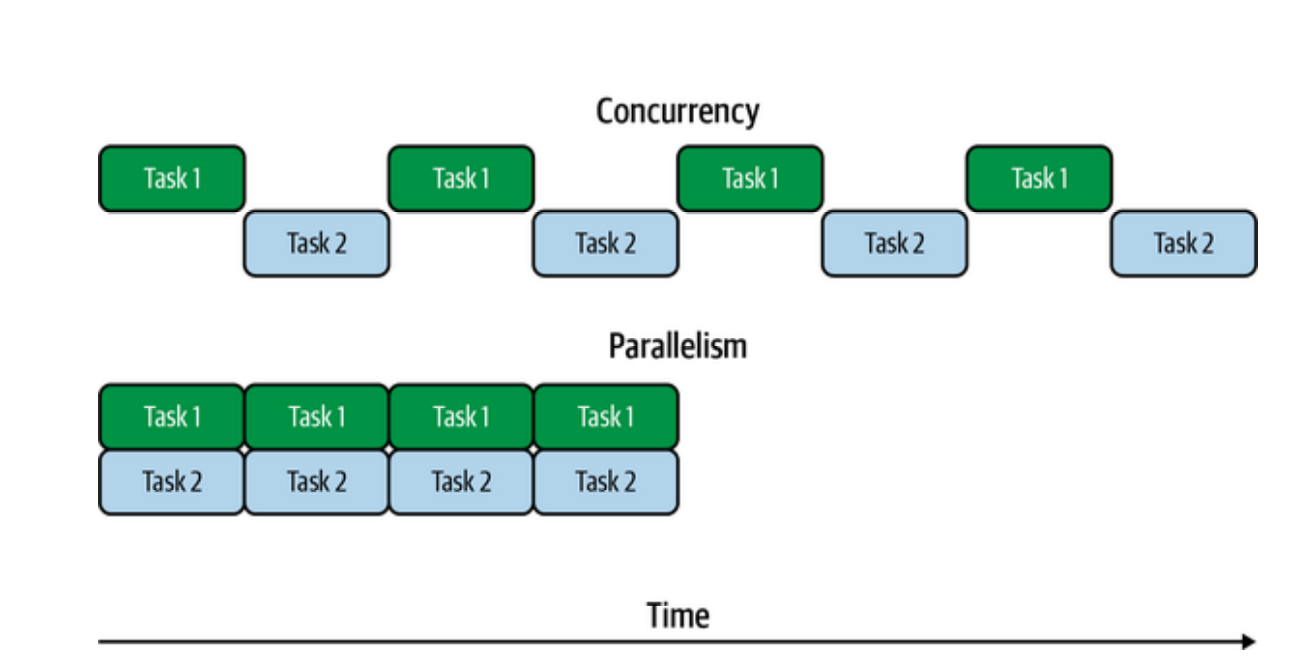 Concurrency
Task 1 Task 1 Task 1 Task 1
Task 2 Task 2 Task 2 Task 2
Parallelism
Task 1 Task 1 Task 1 Task 1
Task 2 Task 2 Task 2 Task 2
Time